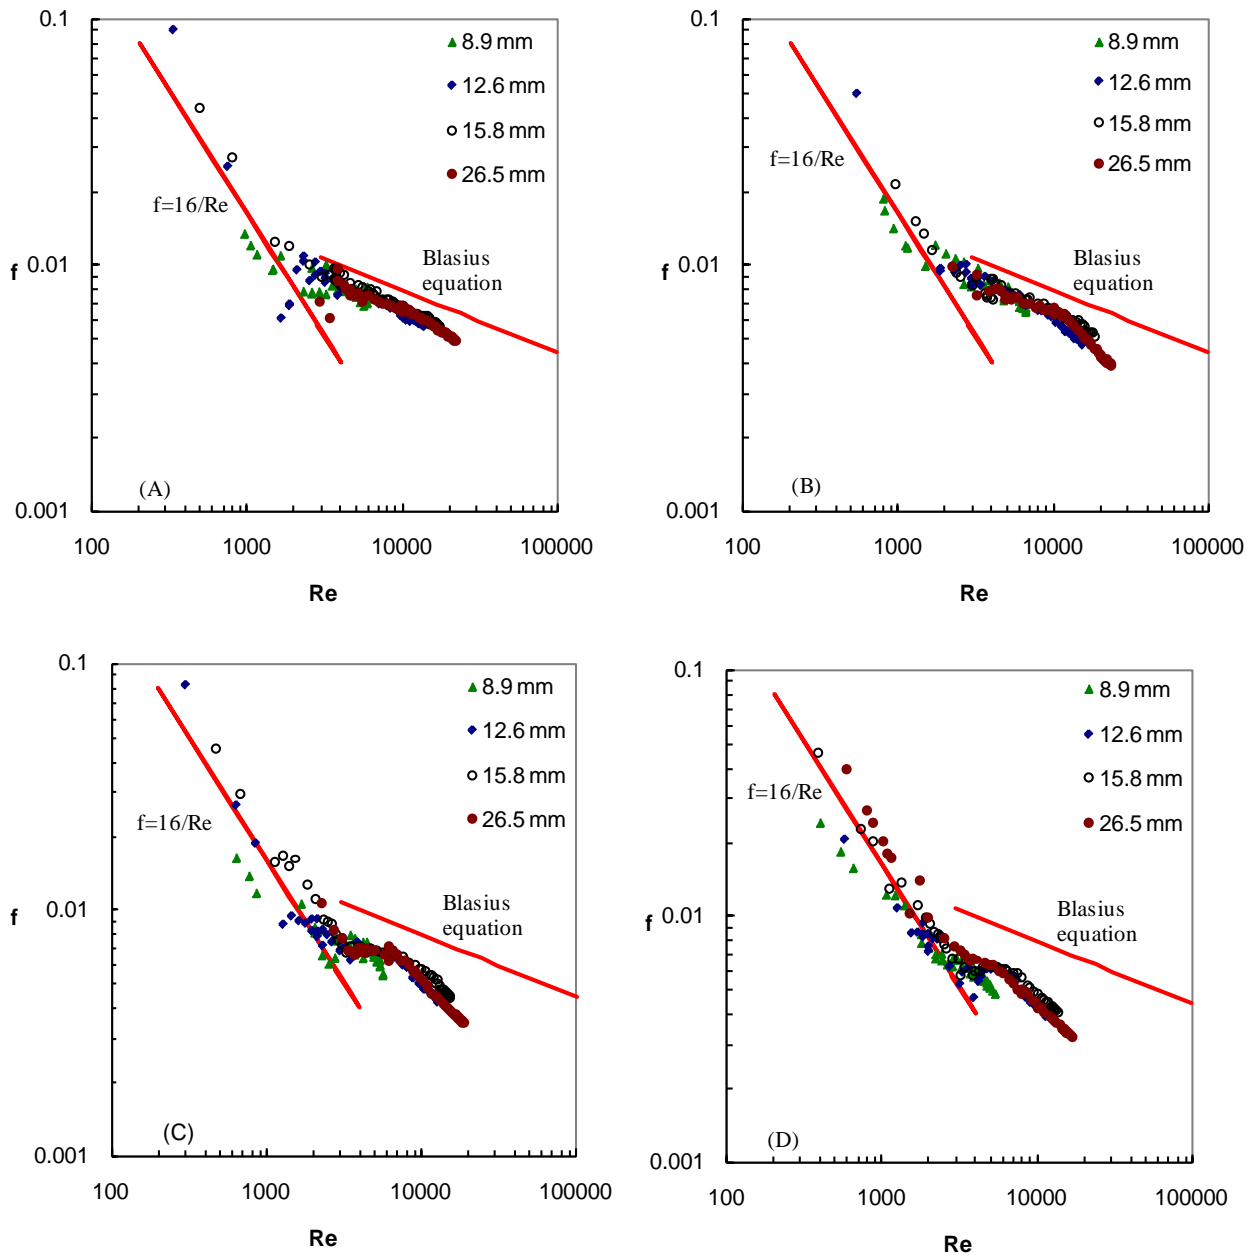 0.1
8.9 mm
12.6 mm
15.8 mm
26.5 mm
f=16/Re
Blasius
equation
0.01
f
(A)
0.001
100
1000
10000
100000
Re
0.1
8.9 mm
12.6 mm
15.8 mm
26.5 mm
f=16/Re
Blasius
equation
0.01
f
(B)
0.001
100
1000
10000
100000
Re
0.1
8.9 mm
12.6 mm
15.8 mm
26.5 mm
f=16/Re
Blasius
equation
0.01
f
(C)
0.001
100
1000
10000
100000
Re
0.1
8.9 mm
12.6 mm
15.8 mm
26.5 mm
f=16/Re
Blasius
equation
0.01
f
(D)
0.001
100
1000
10000
100000
Re